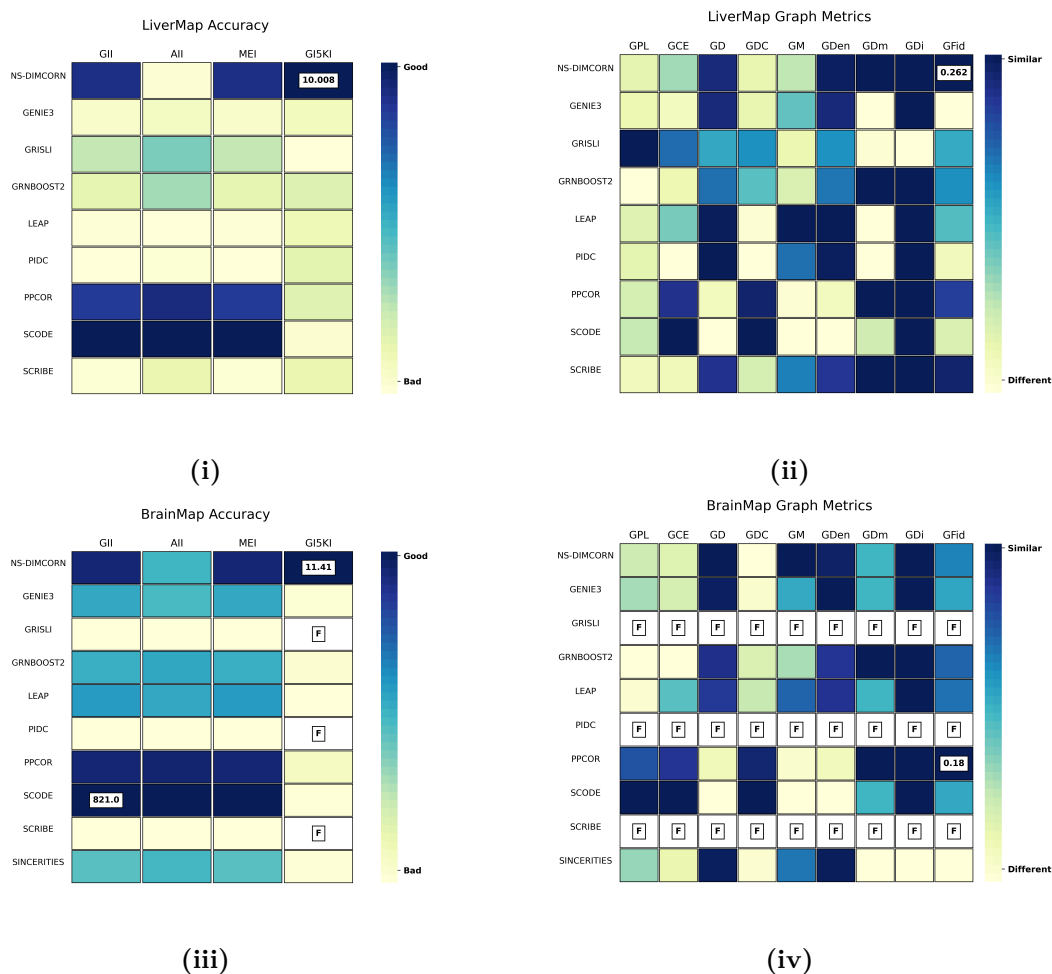 LiverMap Accuracy
GII AII MEI GI5KI
NS-DIMCORN 10.008
GENIE3
GRISLI
GRNBOOST2
LEAP
PIDC
PPCOR
SCODE
SCRIBE
Good
Bad
(i)
LiverMap Graph Metrics
GPL GCE GD GDC GM GDen GDm GDi GFid
NS-DIMCORN 0.262
GENIE3
GRISLI
GRNBOOST2
LEAP
PIDC
PPCOR
SCODE
SCRIBE
Similar
Different
(ii)
BrainMap Accuracy
GII AII MEI GI5KI
NS-DIMCORN 11.41
GENIE3
GRISLI F
GRNBOOST2
LEAP
PIDC F
PPCOR
SCODE 821.0
SCRIBE F
SINCERITIES
Good
Bad
(iii)
BrainMap Graph Metrics
GPL GCE GD GDC GM GDen GDm GDi GFid
NS-DIMCORN
GENIE3
GRISLI F F F F F F F F F
GRNBOOST2
LEAP
PIDC F F F F F F F F F
PPCOR 0.18
SCODE
SCRIBE F F F F F F F F F
SINCERITIES
Similar
Different
(iv)